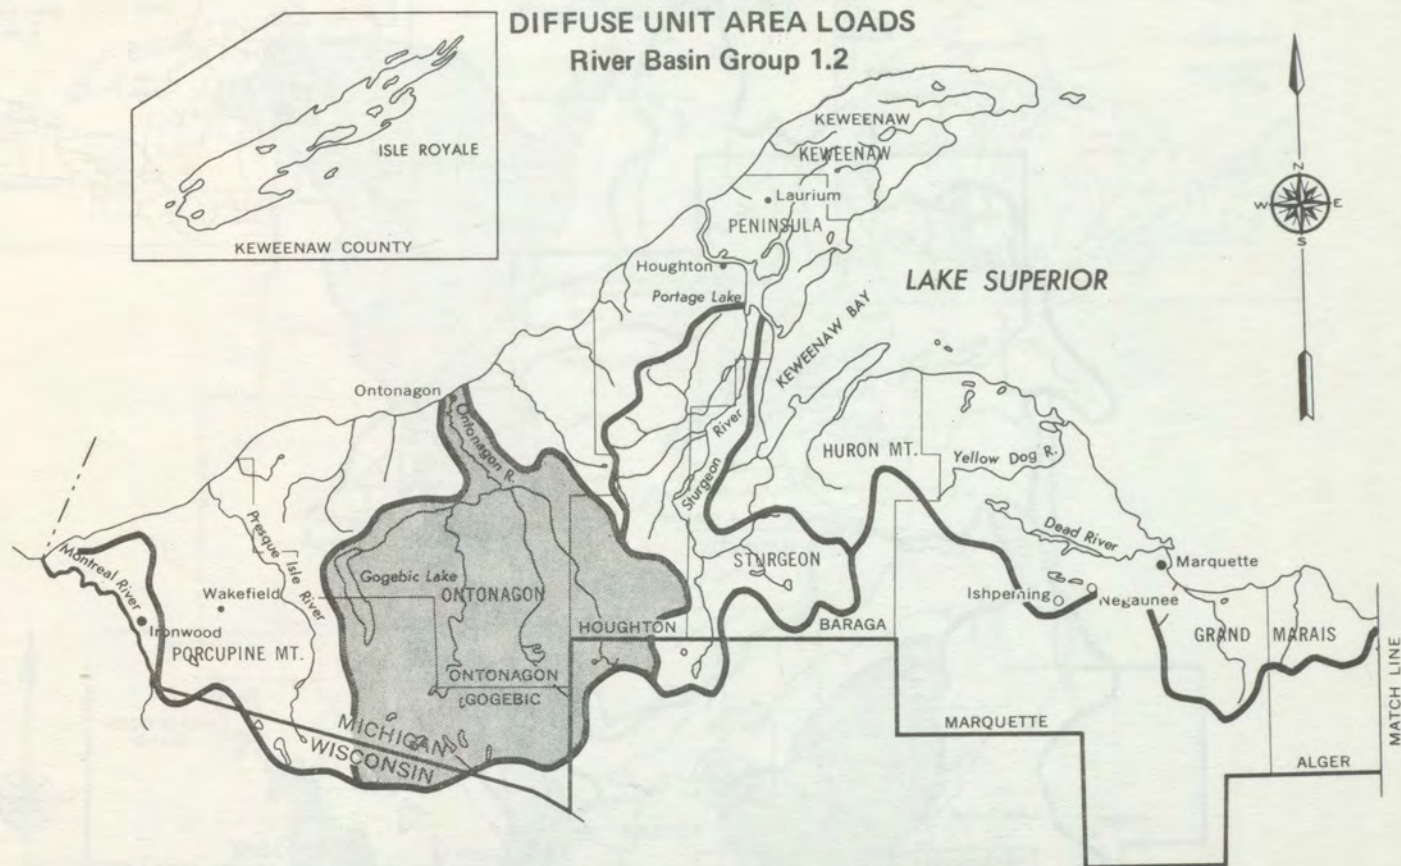 DIFFUSE UNIT AREA LOADS
River Basin Group 1.2
ISLE ROYALE
KEWEENAW COUNTY
KEWEENAW
KEWEENAW
Laurium
PENINSULA
Houghton
Portage Lake
LAKE SUPERIOR
KEWEENAW BAY
N
W
E
S
Ontonagon
Ontonagon R.
Sturgeon
River
HURON MT.
Yellow Dog R.
Dead River
Marquette
Presque
Isle
River
Montreal River
Gogebic Lake
STURGEON
Wakefield
ONTONAGON
Ishpeming
Negaunee
Ironwood
HOUGHTON
BARAGA
GRAND MARAIS
PORCUPINE MT.
ONTONAGON
GOGEBIC
MICHIGAN
WISCONSIN
MARQUETTE
ALGER
MATCH LINE